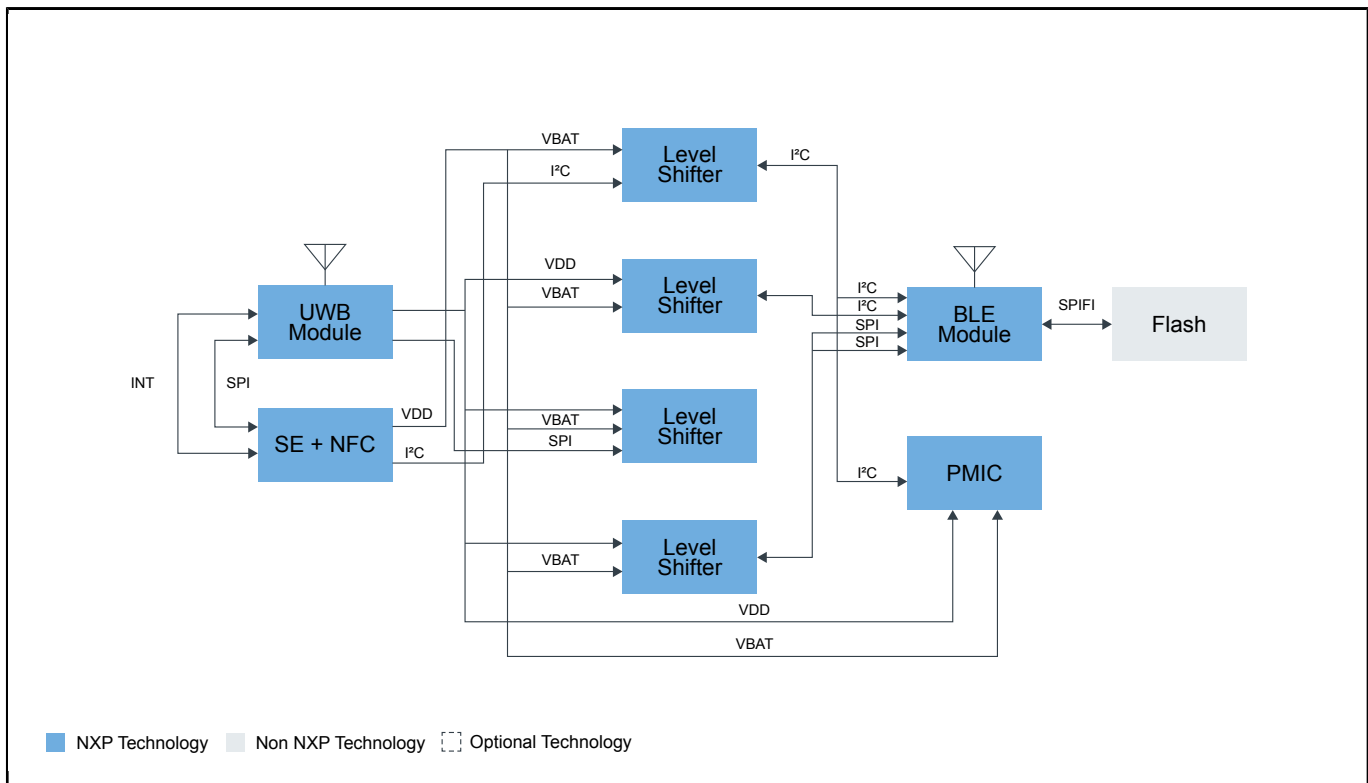 VBAT
I²C
Level
Shifter
I²C
VDD
VBAT
Level
Shifter
UWB
Module
I²C
I²C
SPI
SPI
BLE
Module
SPIFI
Flash
INT
SPI
VDD
SE + NFC
I²C
VBAT
SPI
Level
Shifter
I²C
PMIC
VBAT
Level
Shifter
VDD
VBAT
NXP Technology
Non NXP Technology
Optional Technology